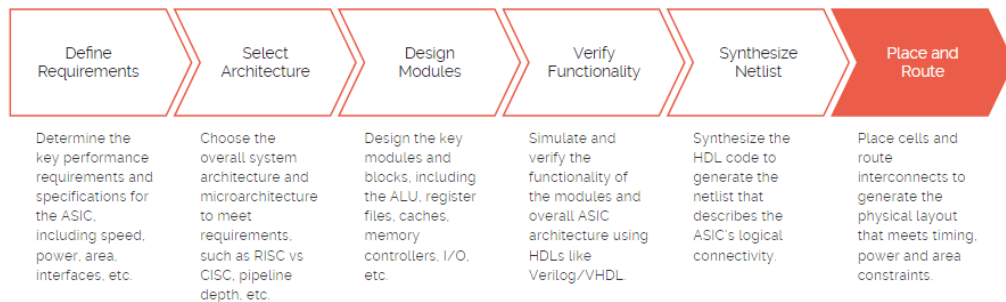 Define
Requirements
Select
Architecture
Design
Modules
Verify
Functionality
Synthesize
Netlist
Place and
Route
Determine the
key performance
requirements and
specifications for
the ASIC,
including speed,
power, area,
interfaces, etc.
Choose the
overall system
architecture and
microarchitecture
to meet
requirements,
such as RISC vs
CISC, pipeline
depth, etc.
Design the key
modules and
blocks, including
the ALU, register
files, caches,
memory
controllers, I/O,
etc.
Simulate and
verify the
functionality of
the modules and
overall ASIC
architecture using
HDLs like
Verilog/VHDL.
Synthesize the
HDL code to
generate the
netlist that
describes the
ASIC's logical
connectivity.
Place cells and
route
interconnects to
generate the
physical layout
that meets timing,
power and area
constraints.